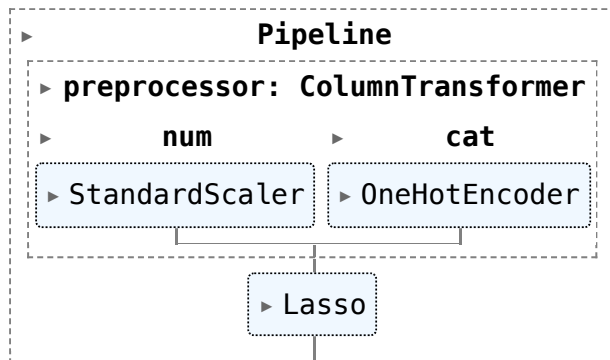 Pipeline
preprocessor: ColumnTransformer
num cat
StandardScaler OneHotEncoder
Lasso